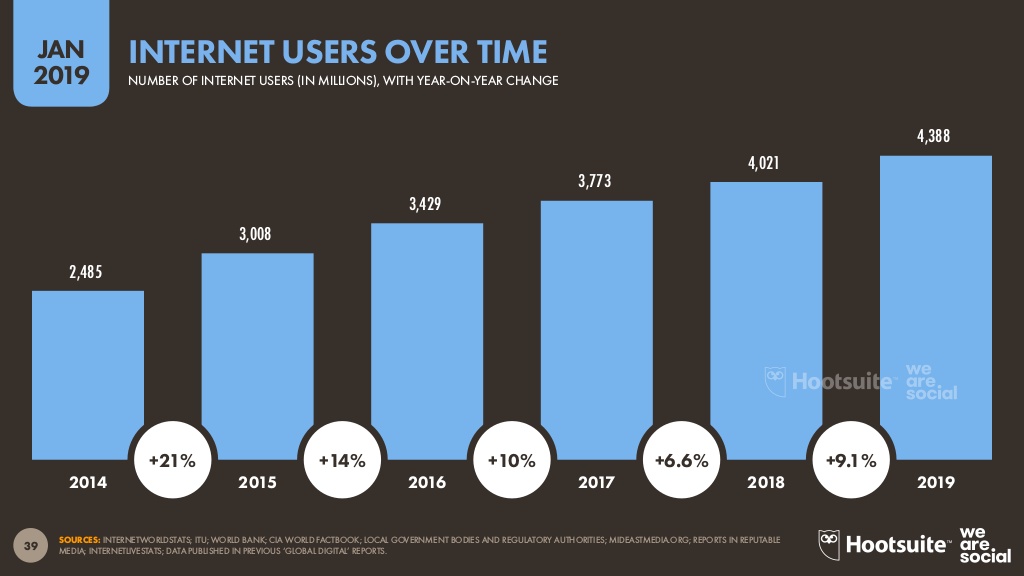 JAN
2019
INTERNET USERS OVER TIME
NUMBER OF INTERNET USERS (IN MILLIONS), WITH YEAR-ON-YEAR CHANGE
2,485
3,008
3,429
3,773
4,021
4,388
Hootsuite™
we
are
social
+21%
+14%
+10%
+6.6%
+9.1%
2014
2015
2016
2017
2018
2019
39
SOURCES: INTERNETWORLDSTATS; ITU; WORLD BANK; CIA WORLD FACTBOOK; LOCAL GOVERNMENT BODIES AND REGULATORY AUTHORITIES; MIDEASTMEDIA.ORG; REPORTS IN REPUTABLE
MEDIA; INTERNETLIVESTATS; DATA PUBLISHED IN PREVIOUS 'GLOBAL DIGITAL' REPORTS.
Hootsuite™
we
are
social